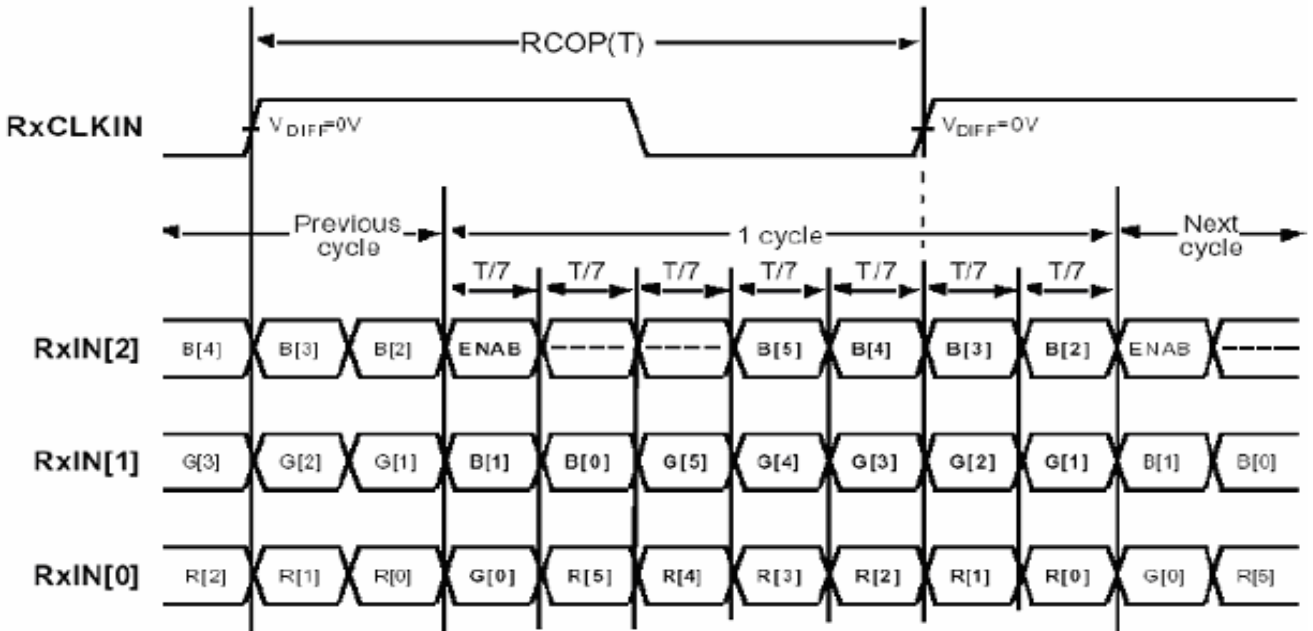 RCOP(T)
RxCLKIN
VDIFF=0V VDIFF=0V
Previous cycle 1 cycle Next cycle
T/7 T/7 T/7 T/7 T/7 T/7 T/7
RxIN[2] B[4] B[3] B[2] ENAB ----- ----- B[5] B[4] B[3] B[2] ENAB -----
RxIN[1] G[3] G[2] G[1] B[1] B[0] G[5] G[4] G[3] G[2] G[1] B[1] B[0]
RxIN[0] R[2] R[1] R[0] G[0] R[5] R[4] R[3] R[2] R[1] R[0] G[0] R[5]